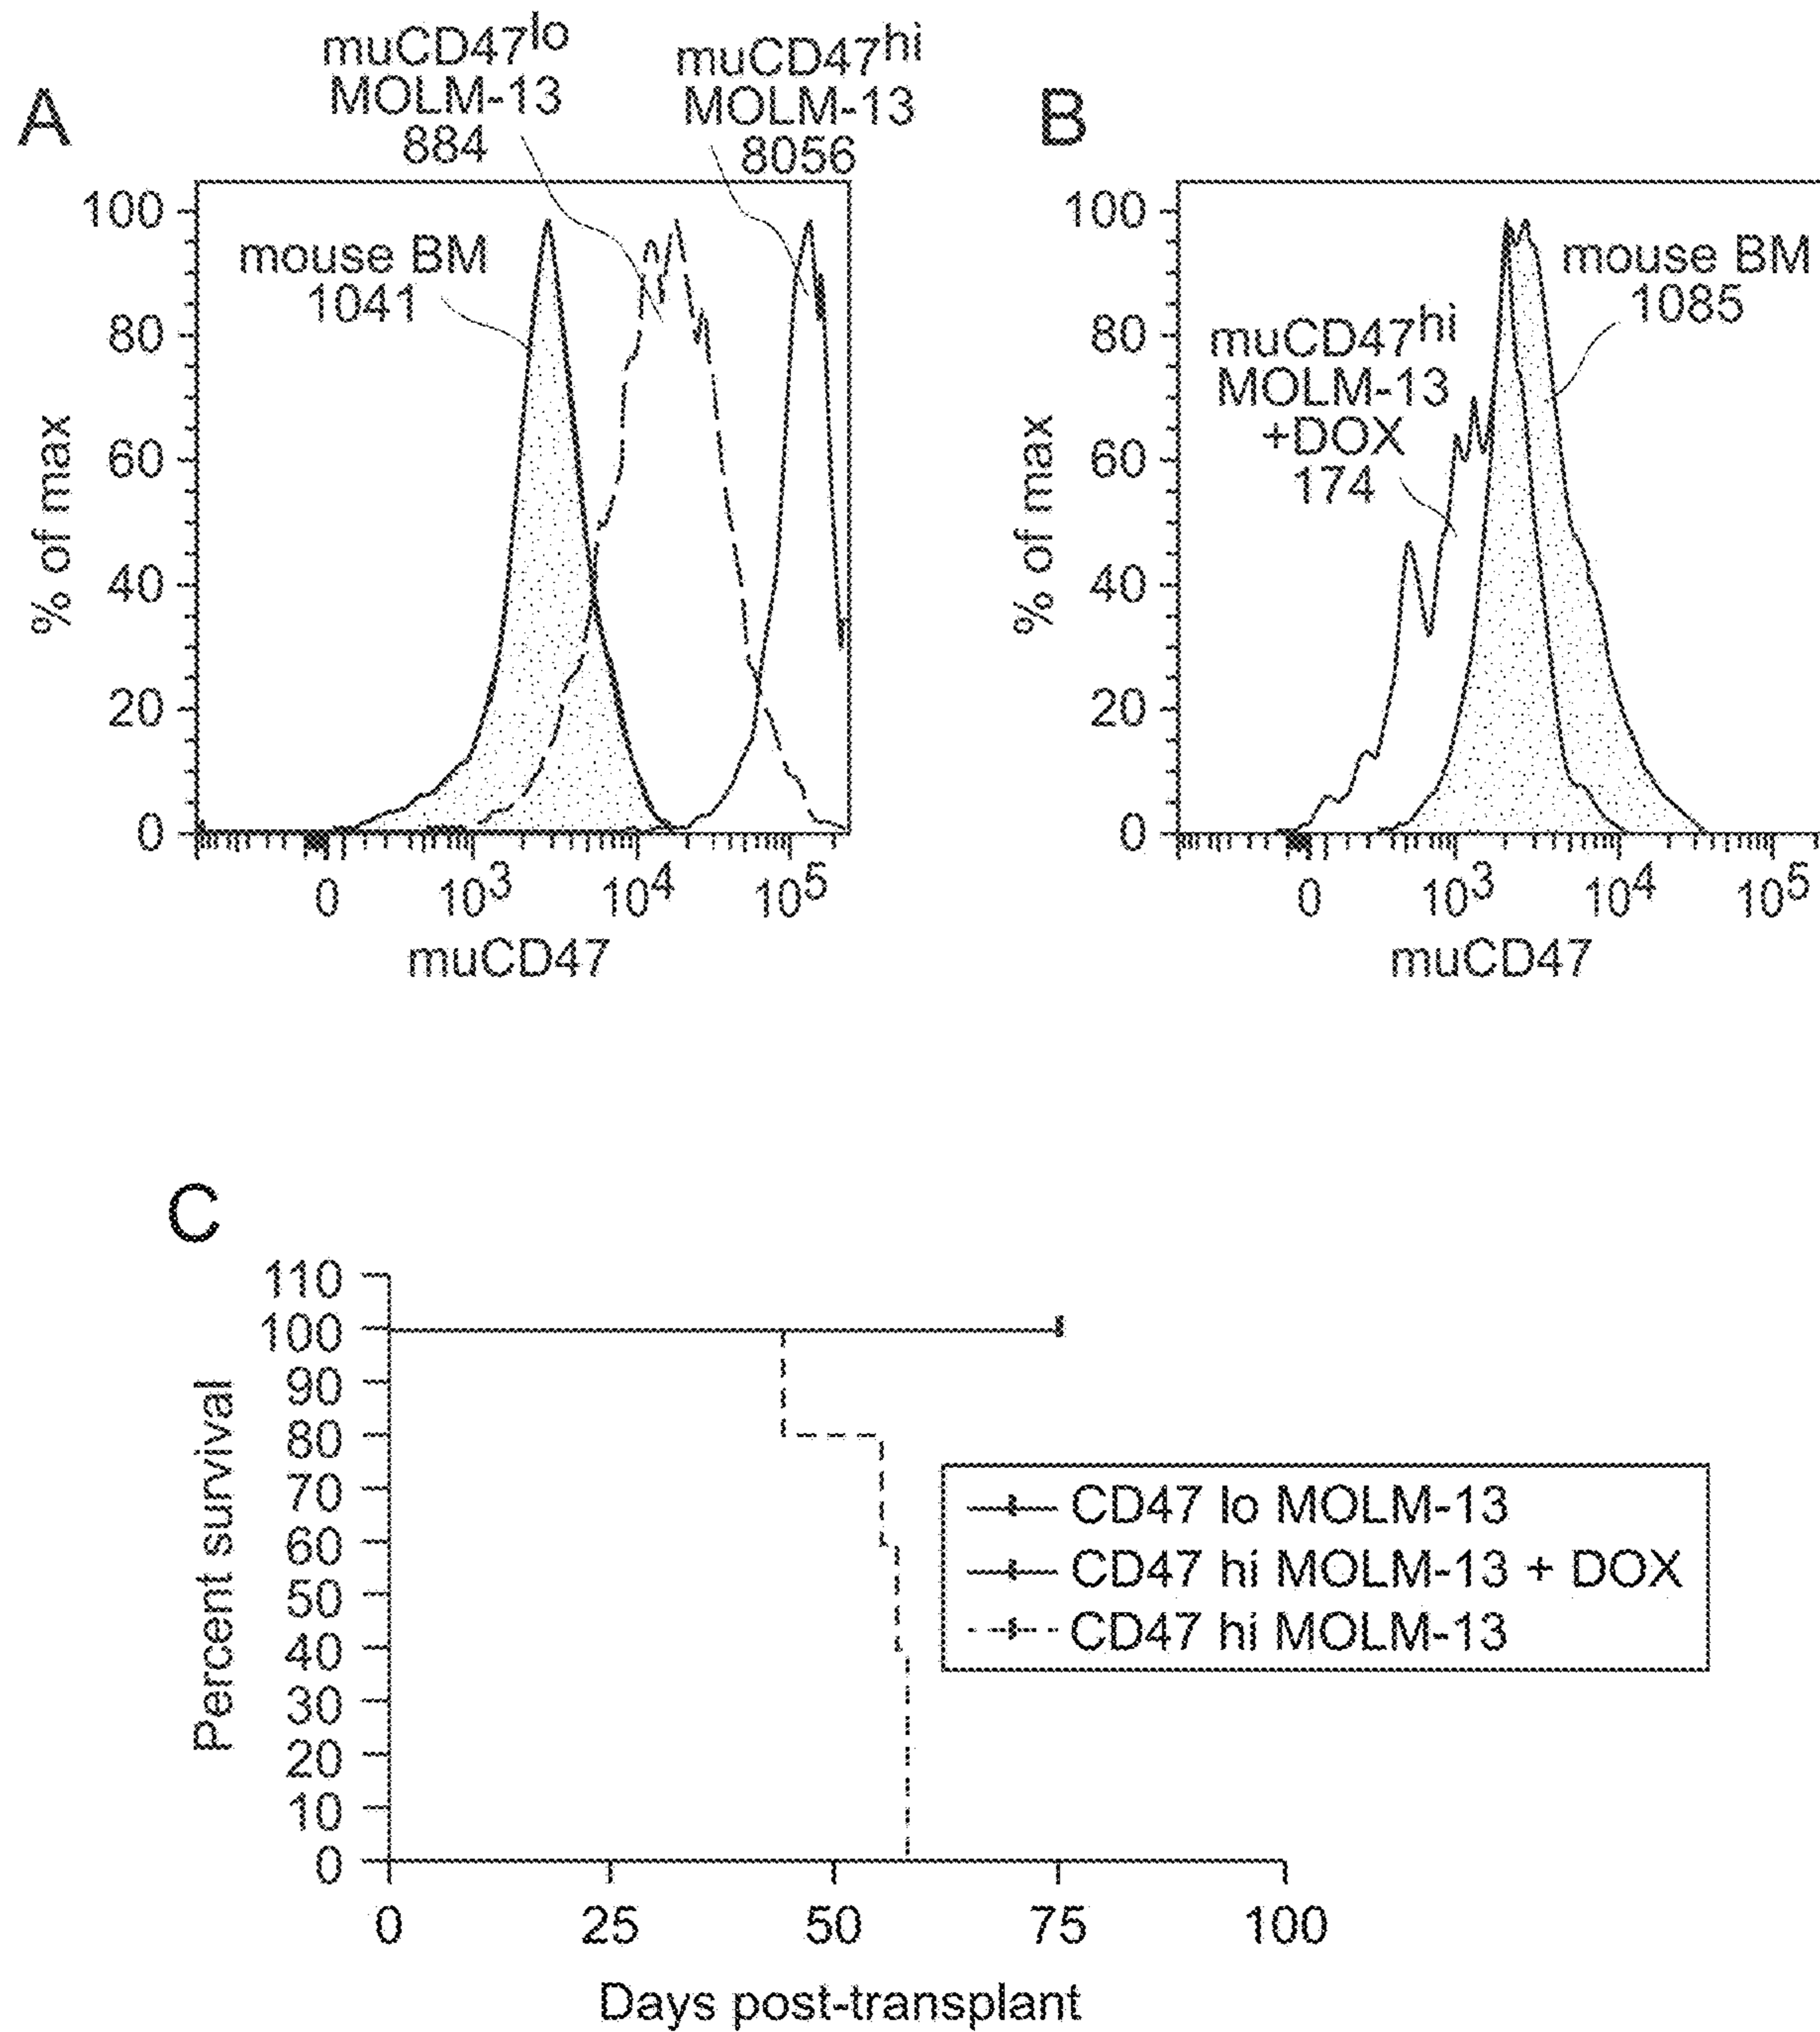 A
muCD47lo
MOLM-13
884
muCD47hi
MOLM-13
8056
mouse BM
1041
% of max
100
80
60
40
20
0
0 10³ 10⁴ 10⁵
muCD47
B
mouse BM
1085
muCD47hi
MOLM-13
+DOX
174
% of max
100
80
60
40
20
0
0 10³ 10⁴ 10⁵
muCD47
C
Percent survival
110
100
90
80
70
60
50
40
30
20
10
0
0 25 50 75 100
Days post-transplant
CD47 lo MOLM-13
CD47 hi MOLM-13 + DOX
CD47 hi MOLM-13